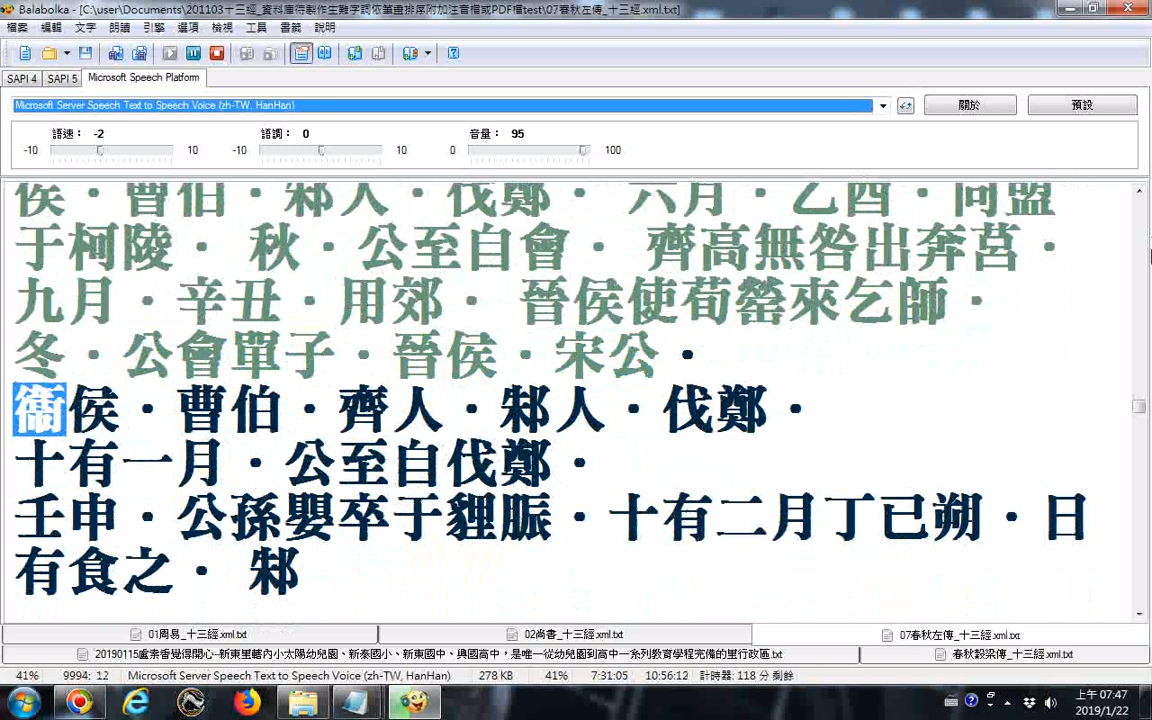 Balabolka - [C:\user\Documents\201103十三經_資料庫待製作生難字詞依筆畫排序附加注音檔或PDF檔test\07春秋左傳_十三經.xml.txt]
檔案 編輯 文字 朗讀 引擎 選項 檢視 工具 書籤 說明
SAPI 4 SAPI 5 Microsoft Speech Platform
Microsoft Server Speech Text to Speech Voice (zh-TW, HanHan) 關於 預設
語速： -2 語調： 0 音量： 95
-10 10 -10 10 0 100
侯．曹伯．邾人．伐鄭． 六月．乙酉．同盟
于柯陵． 秋．公至自會． 齊高無咎出奔莒．
九月．辛丑．用郊． 晉侯使荀罃來乞師．
冬．公會單子．晉侯．宋公．
衞侯．曹伯．齊人．邾人．伐鄭．
十有一月．公至自伐鄭．
壬申．公孫嬰卒于貍脤．十有二月丁巳朔．日
有食之． 邾
01周易_十三經.xml.txt 02尚書_十三經.xml.txt 07春秋左傳_十三經.xml.txt
20190115盧素香覺得開心--新東里轄內小太陽幼兒園、新泰國小、新東國中、興國高中，是唯一從幼兒園到高中一系列教育學程完備的里行政區.txt 春秋穀梁傳_十三經.xml.txt
41% 9994: 12 Microsoft Server Speech Text to Speech Voice (zh-TW, HanHan) 278 KB 41% 7:31:05 10:56:12 計時器: 118 分 剩餘
上午 07:47
2019/1/22